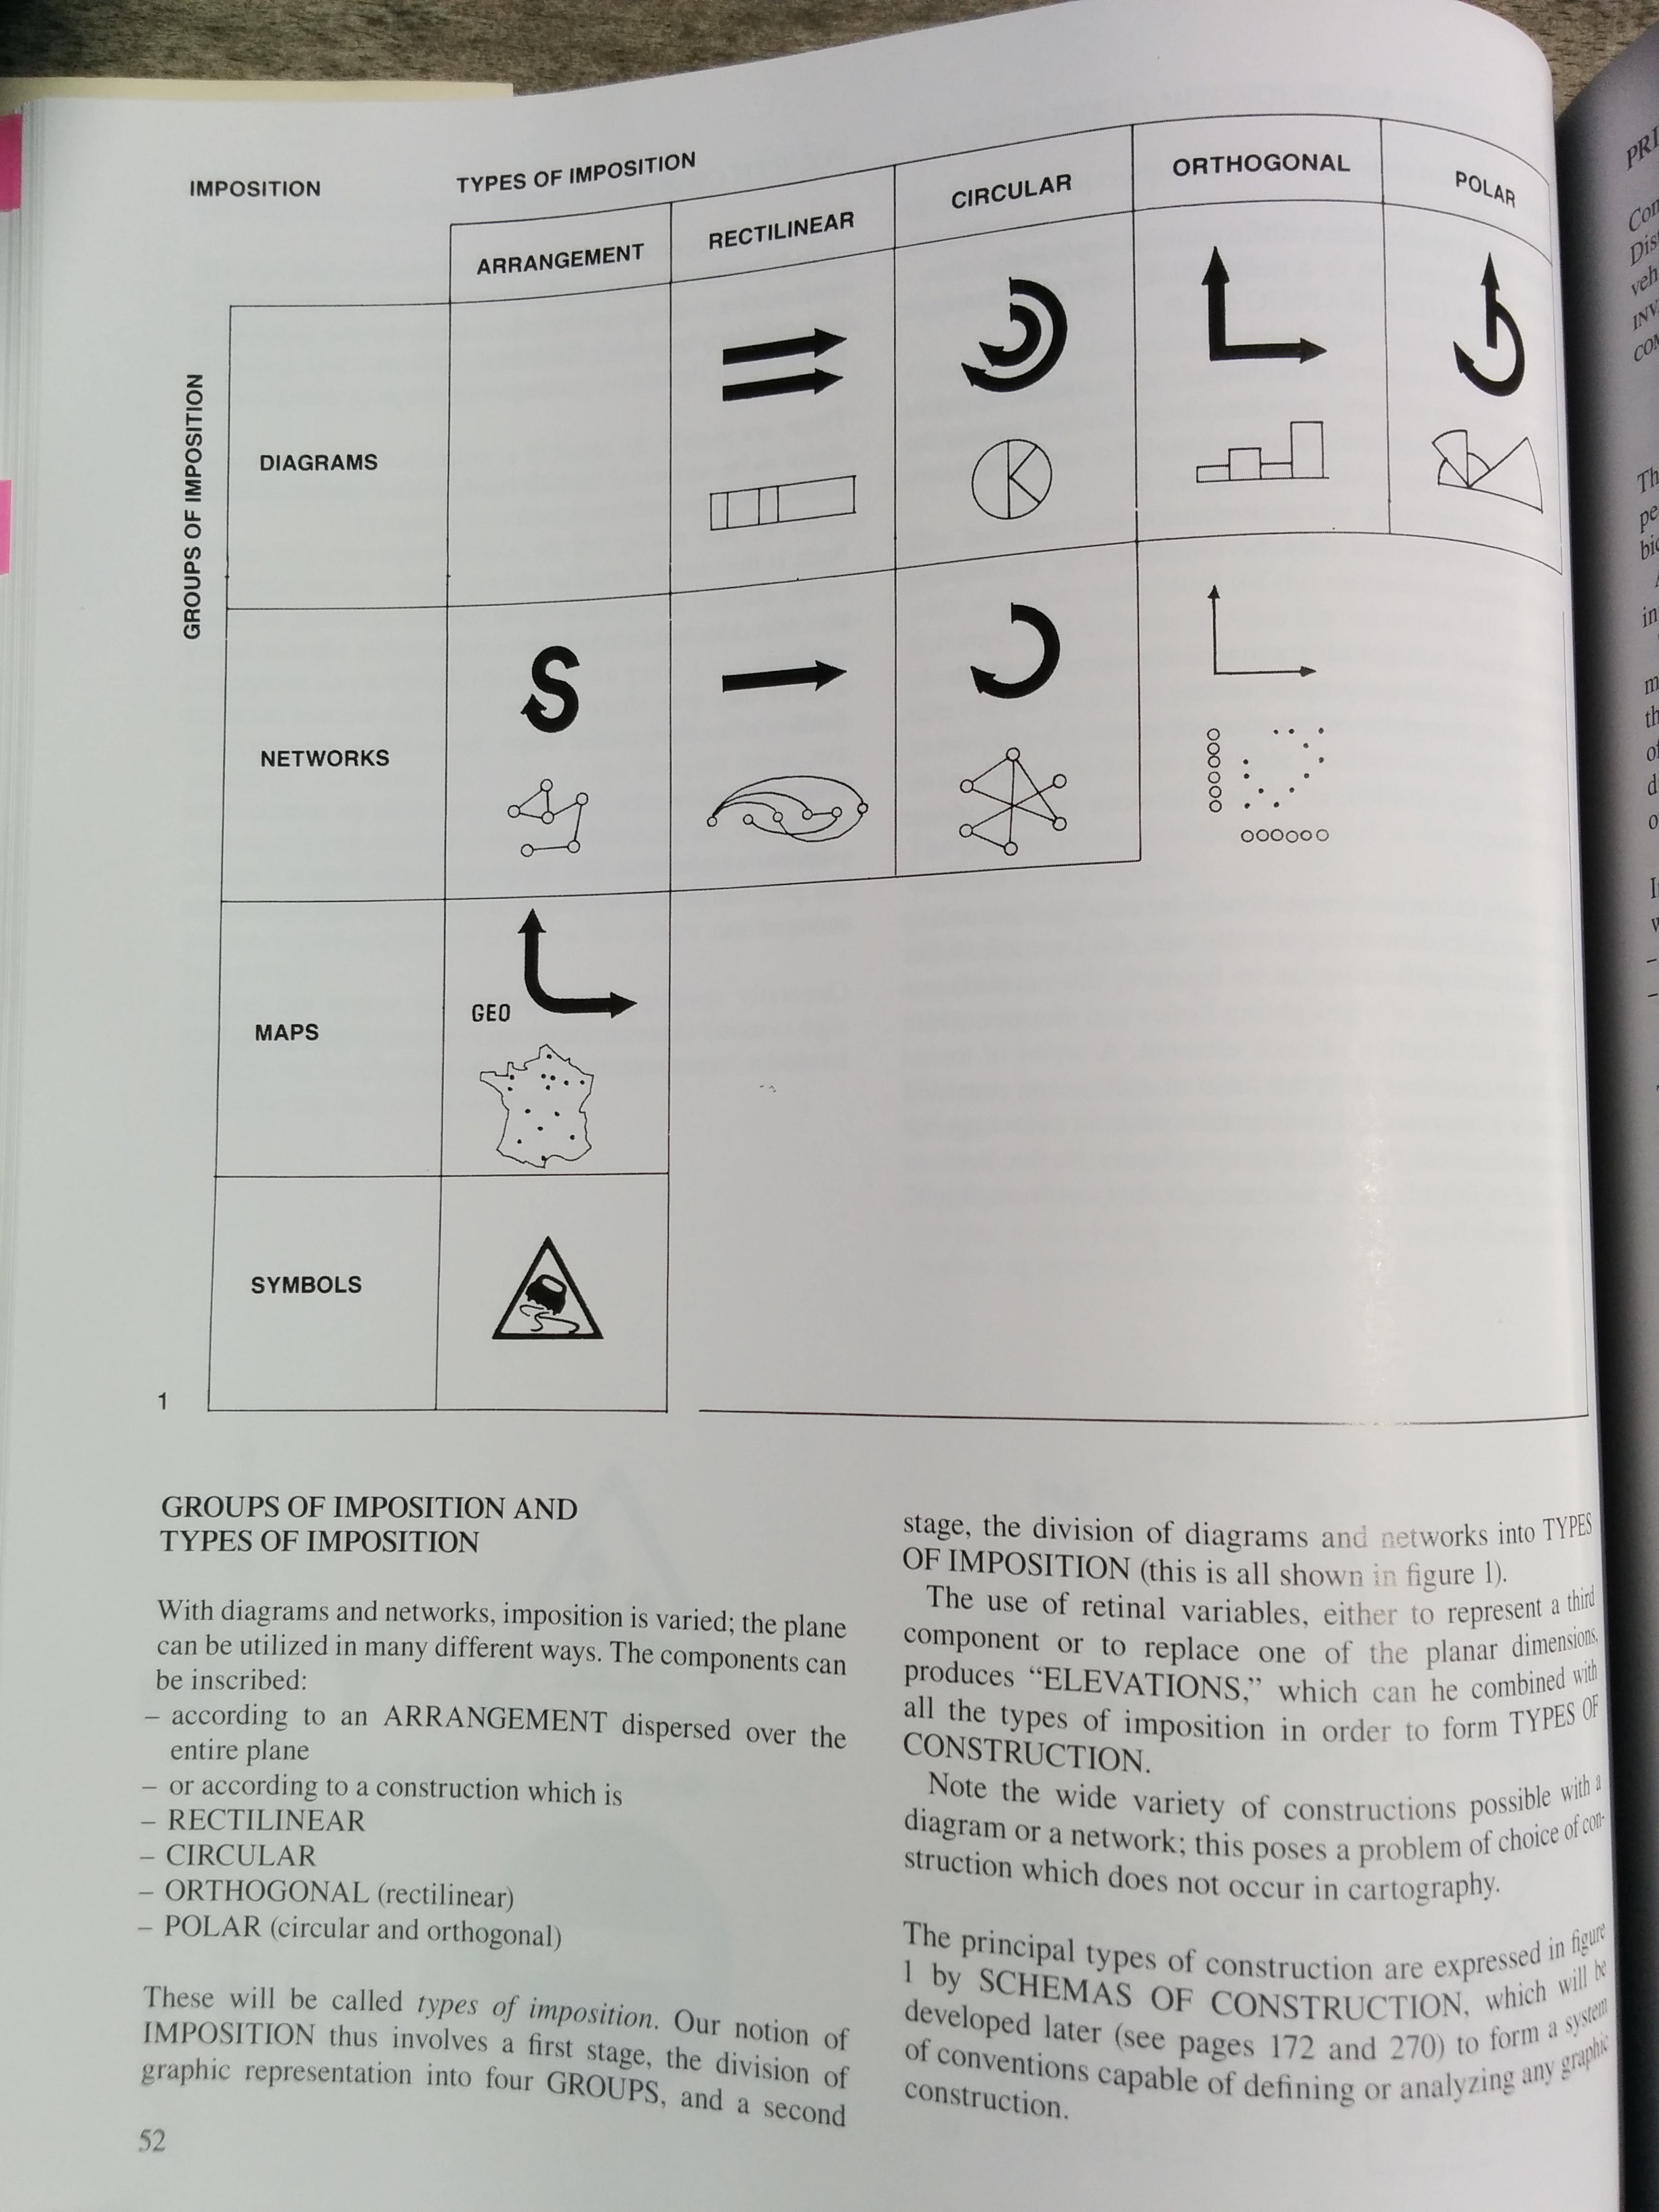 IMPOSITION
TYPES OF IMPOSITION
ARRANGEMENT
RECTILINEAR
CIRCULAR
ORTHOGONAL
POLAR
GROUPS OF IMPOSITION
DIAGRAMS
NETWORKS
MAPS
GEO
SYMBOLS
1
GROUPS OF IMPOSITION AND
TYPES OF IMPOSITION
With diagrams and networks, imposition is varied; the plane
can be utilized in many different ways. The components can
be inscribed:
– according to an ARRANGEMENT dispersed over the
entire plane
– or according to a construction which is
– RECTILINEAR
– CIRCULAR
– ORTHOGONAL (rectilinear)
– POLAR (circular and orthogonal)
These will be called types of imposition. Our notion of
IMPOSITION thus involves a first stage, the division of
graphic representation into four GROUPS, and a second
52
stage, the division of diagrams and networks into TYPES
OF IMPOSITION (this is all shown in figure 1).
The use of retinal variables, either to represent a third
component or to replace one of the planar dimensions,
produces “ELEVATIONS,” which can he combined with
all the types of imposition in order to form TYPES OF
CONSTRUCTION.
Note the wide variety of constructions possible with a
diagram or a network; this poses a problem of choice of con-
struction which does not occur in cartography.
The principal types of construction are expressed in figure
1 by SCHEMAS OF CONSTRUCTION, which will be
developed later (see pages 172 and 270) to form a system
of conventions capable of defining or analyzing any graphic
construction.